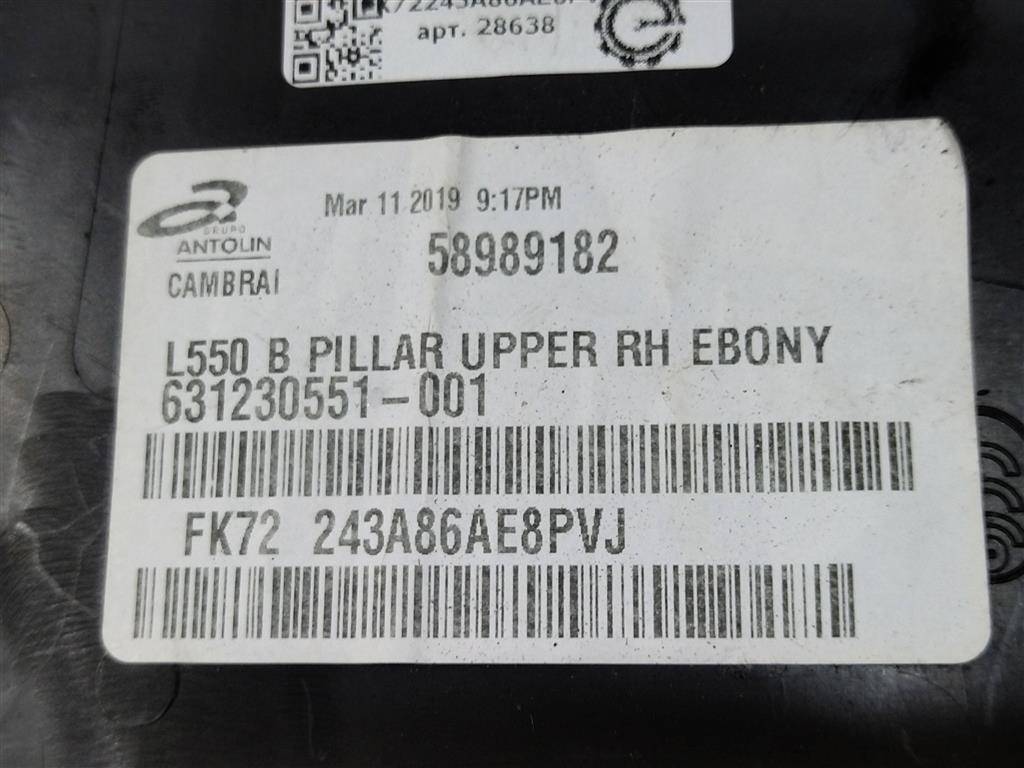 арт. 28638
Mar 11 2019 9:17PM
GRUPO
ANTOLIN
58989182
CAMBRAI
L550 B PILLAR UPPER RH EBONY
631230551-001
FK72 243A86AE8PVJ